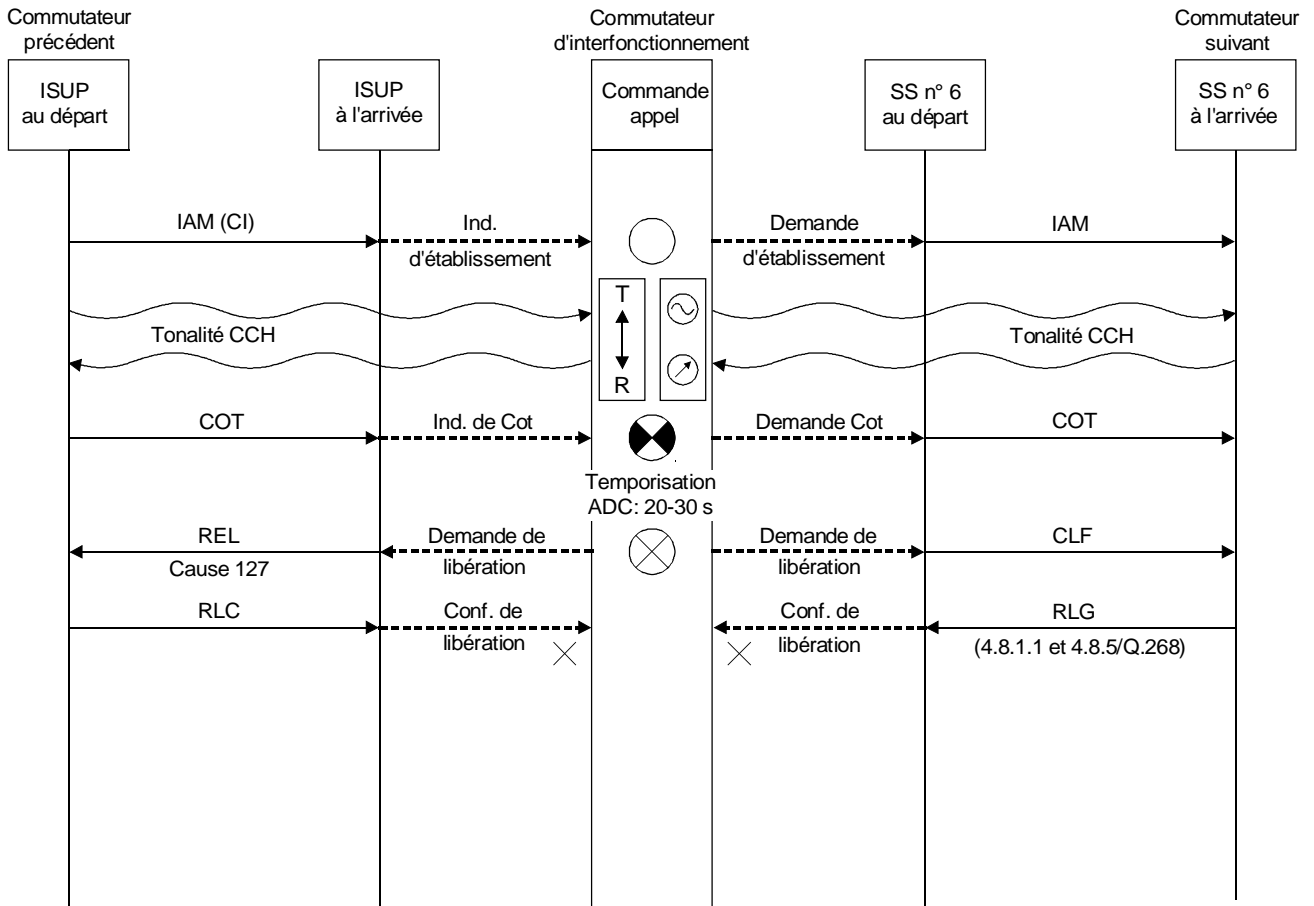 Commutateur
précédent
Commutateur
d'interfonctionnement
Commutateur
suivant
ISUP
au départ
ISUP
à l'arrivée
Commande
appel
SS n° 6
au départ
SS n° 6
à l'arrivée
IAM (CI)
Ind.
d'établissement
Demande
d'établissement
IAM
T
Tonalité CCH
Tonalité CCH
R
COT
Ind. de Cot
Demande Cot
COT
Temporisation
ADC: 20-30 s
REL
Cause 127
Demande de
libération
Demande de
libération
CLF
RLC
Conf. de
libération
Conf. de
libération
RLG
(4.8.1.1 et 4.8.5/Q.268)